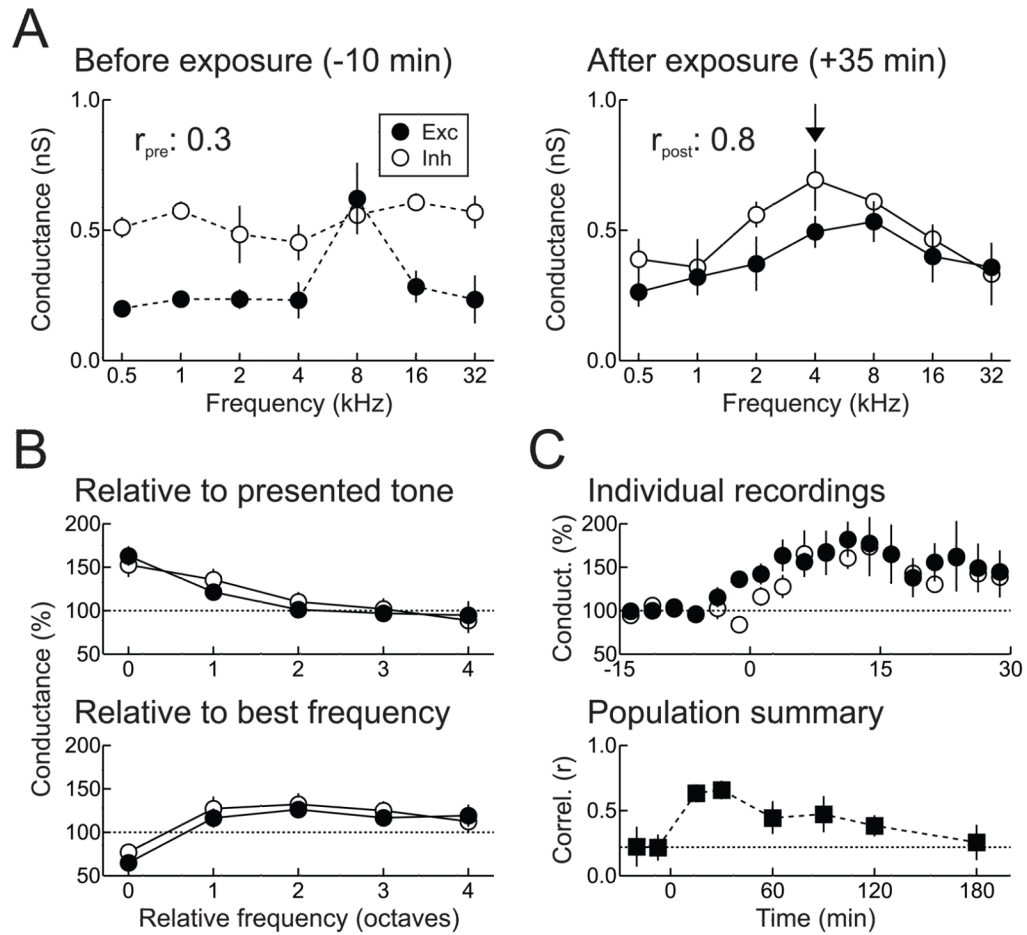 A
Before exposure (-10 min)
After exposure (+35 min)
Conductance (nS)
1.0
0.5
0.0
rpre: 0.3
Exc
Inh
0.5 1 2 4 8 16 32
Frequency (kHz)
Conductance (nS)
1.0
0.5
0.0
rpost: 0.8
0.5 1 2 4 8 16 32
Frequency (kHz)
B
Relative to presented tone
Conductance (%)
200
150
100
50
0 1 2 3 4
Relative to best frequency
200
150
100
50
0 1 2 3 4
Relative frequency (octaves)
C
Individual recordings
Conduct. (%)
200
150
100
50
-15 0 15 30
Population summary
Correl. (r)
1.0
0.5
0.0
0 60 120 180
Time (min)